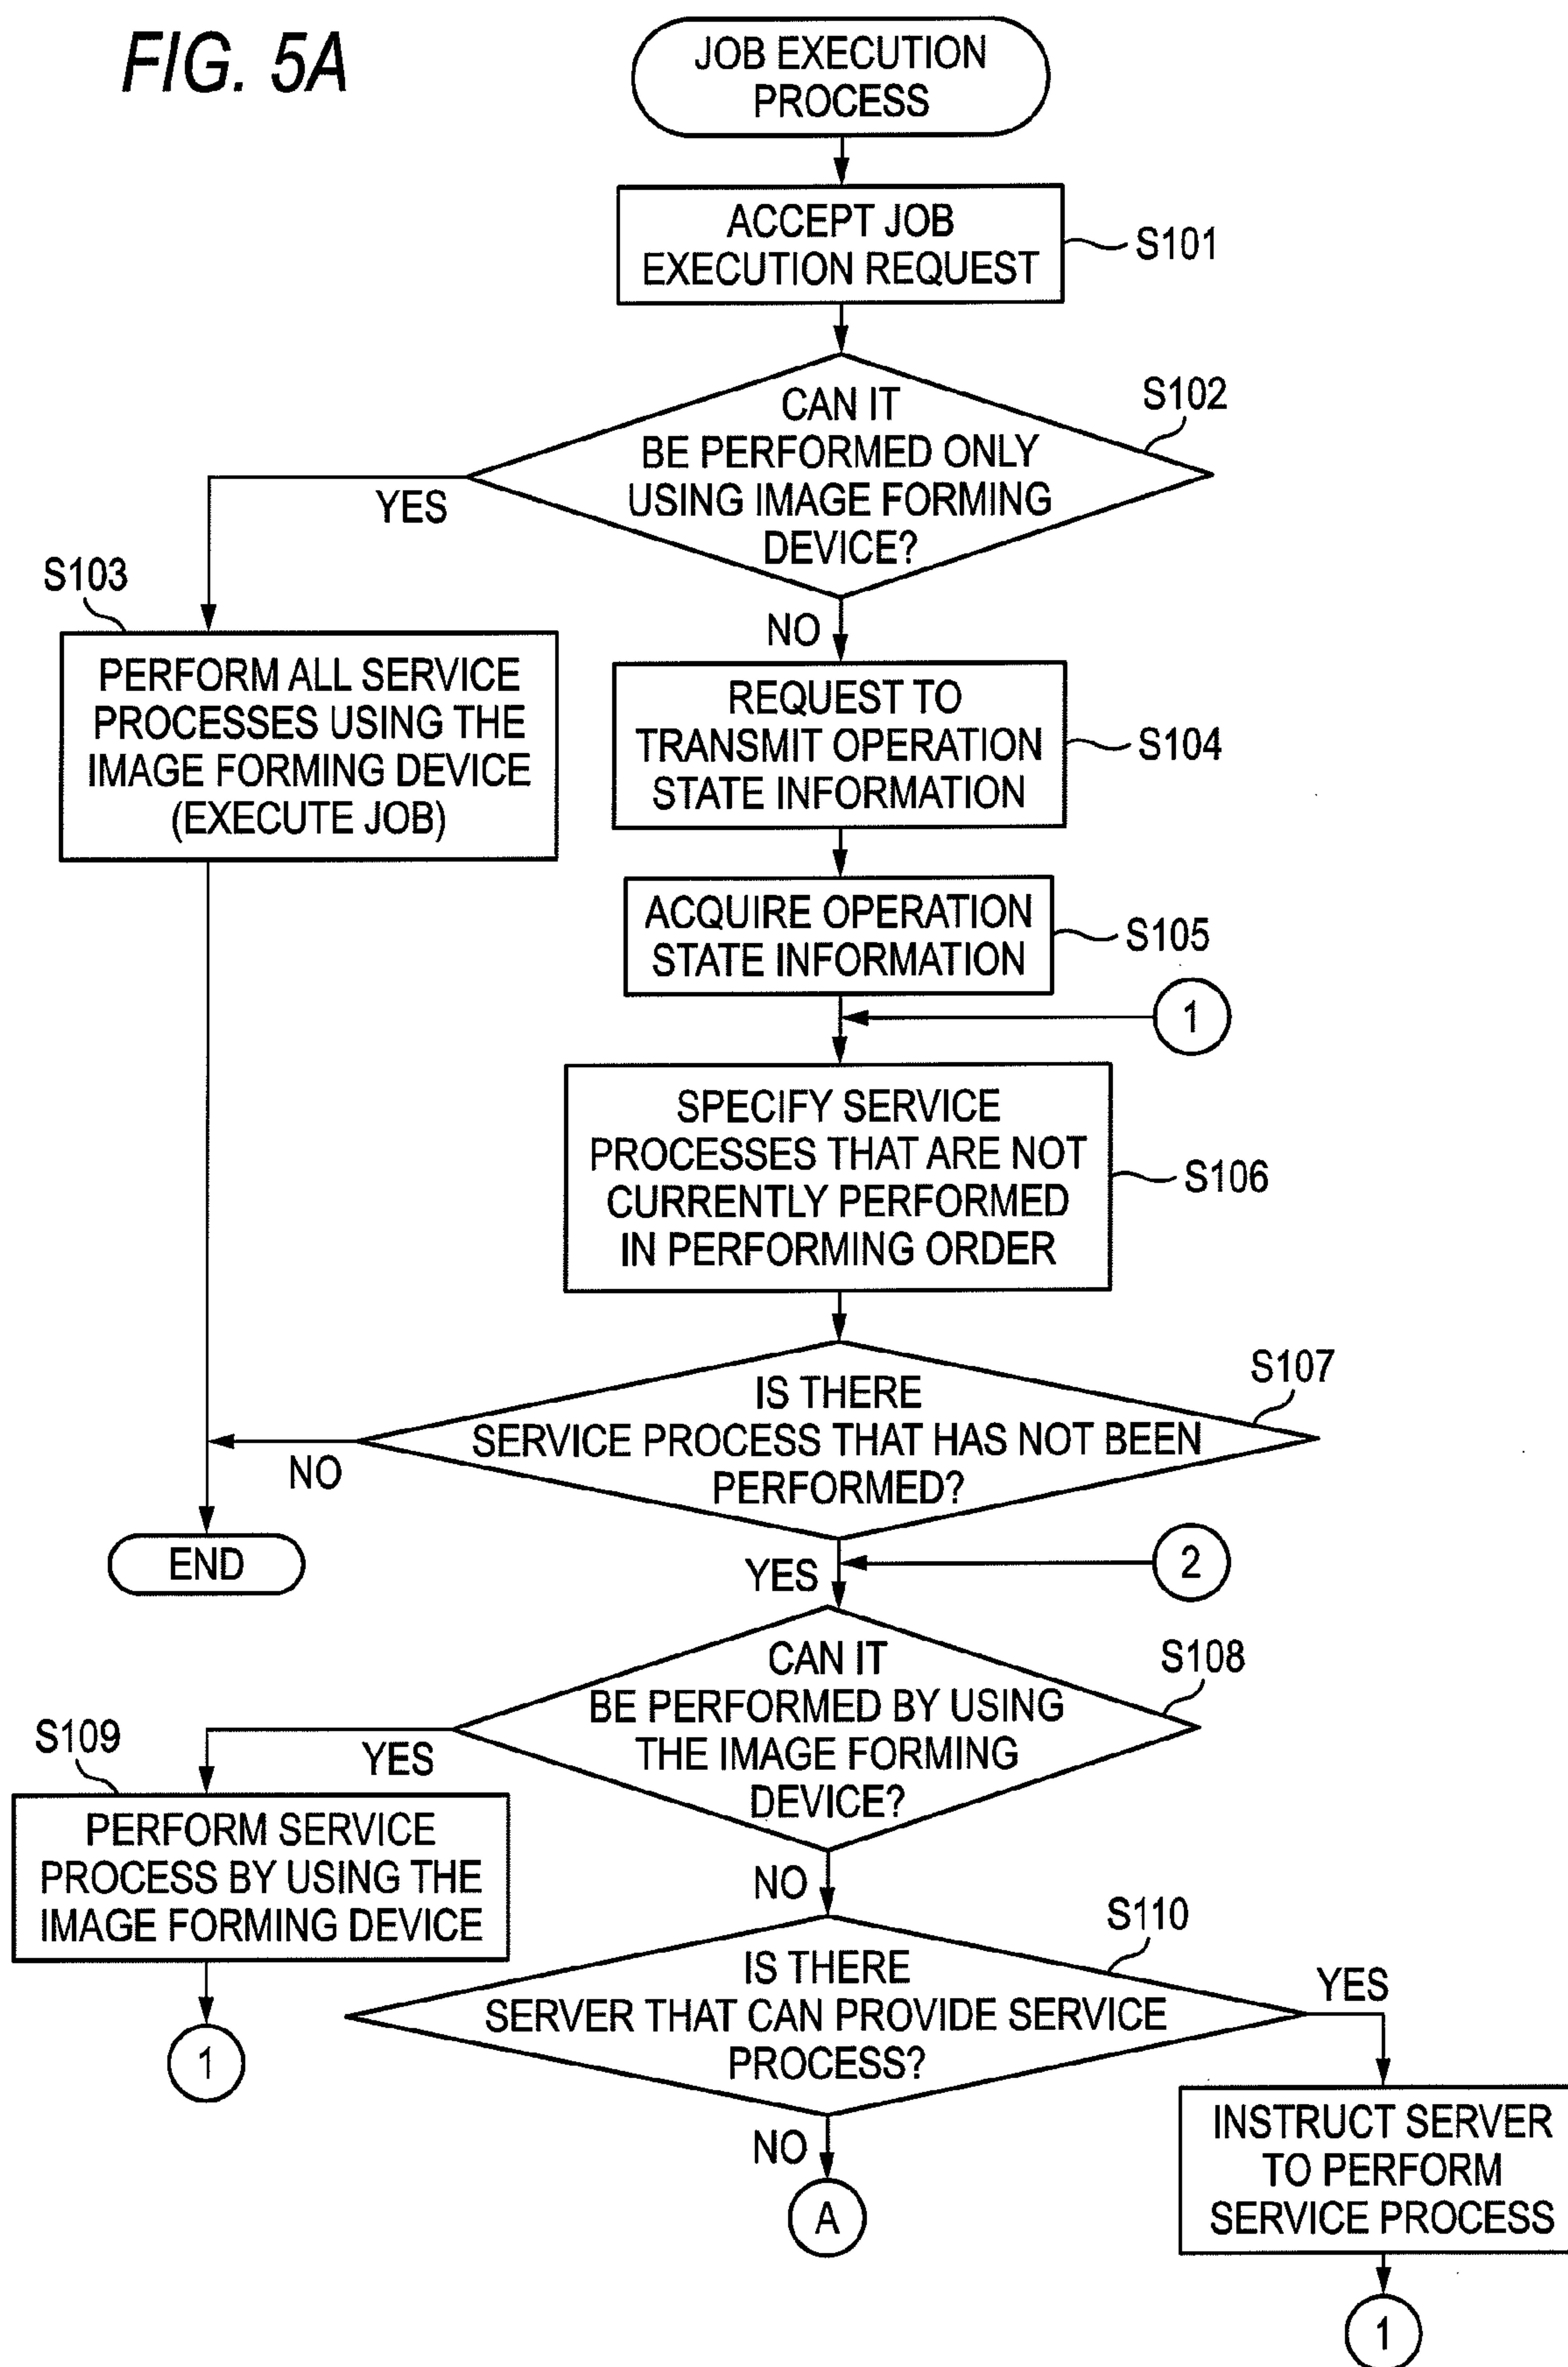 FIG. 5A
JOB EXECUTION
PROCESS
ACCEPT JOB
EXECUTION REQUEST
S101
CAN IT
BE PERFORMED ONLY
USING IMAGE FORMING
DEVICE?
S102
YES
NO
S103
PERFORM ALL SERVICE
PROCESSES USING THE
IMAGE FORMING DEVICE
(EXECUTE JOB)
REQUEST TO
TRANSMIT OPERATION
STATE INFORMATION
S104
ACQUIRE OPERATION
STATE INFORMATION
S105
1
SPECIFY SERVICE
PROCESSES THAT ARE NOT
CURRENTLY PERFORMED
IN PERFORMING ORDER
S106
IS THERE
SERVICE PROCESS THAT HAS NOT BEEN
PERFORMED?
S107
NO
END
YES
2
CAN IT
BE PERFORMED BY USING
THE IMAGE FORMING
DEVICE?
S108
YES
S109
PERFORM SERVICE
PROCESS BY USING THE
IMAGE FORMING DEVICE
1
NO
IS THERE
SERVER THAT CAN PROVIDE SERVICE
PROCESS?
S110
YES
NO
A
INSTRUCT SERVER
TO PERFORM
SERVICE PROCESS
1